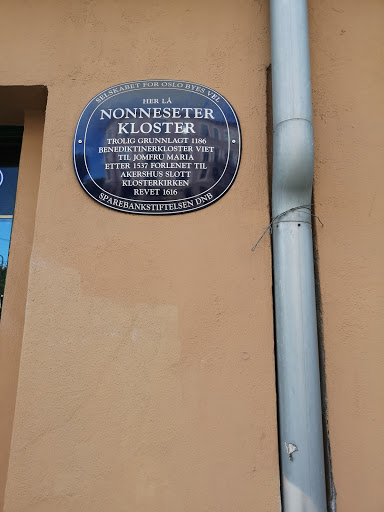 SELSKABET FOR OSLO BYES VEL
HER LÅ
NONNESETER
KLOSTER
TROLIG GRUNNLAGT 1186
BENEDIKTINERKLOSTER VIET
TIL JOMFRU MARIA
ETTER 1537 FORLENET TIL
AKERSHUS SLOTT
KLOSTERKIRKEN
REVET 1616
SPAREBANKSTIFTELSEN DNB